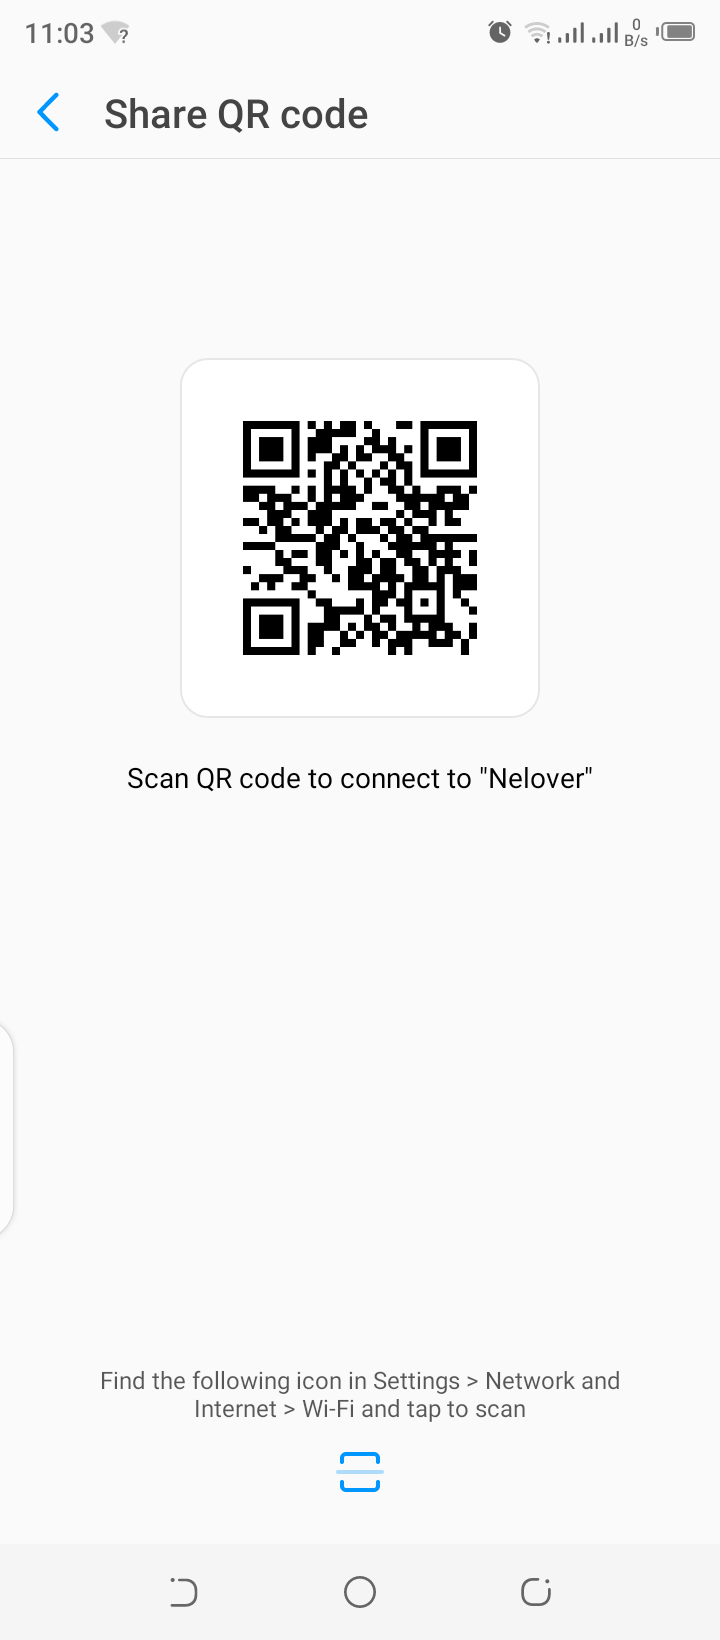 11:03
0
B/s
Share QR code
Scan QR code to connect to "Nelover"
Find the following icon in Settings > Network and
Internet > Wi-Fi and tap to scan